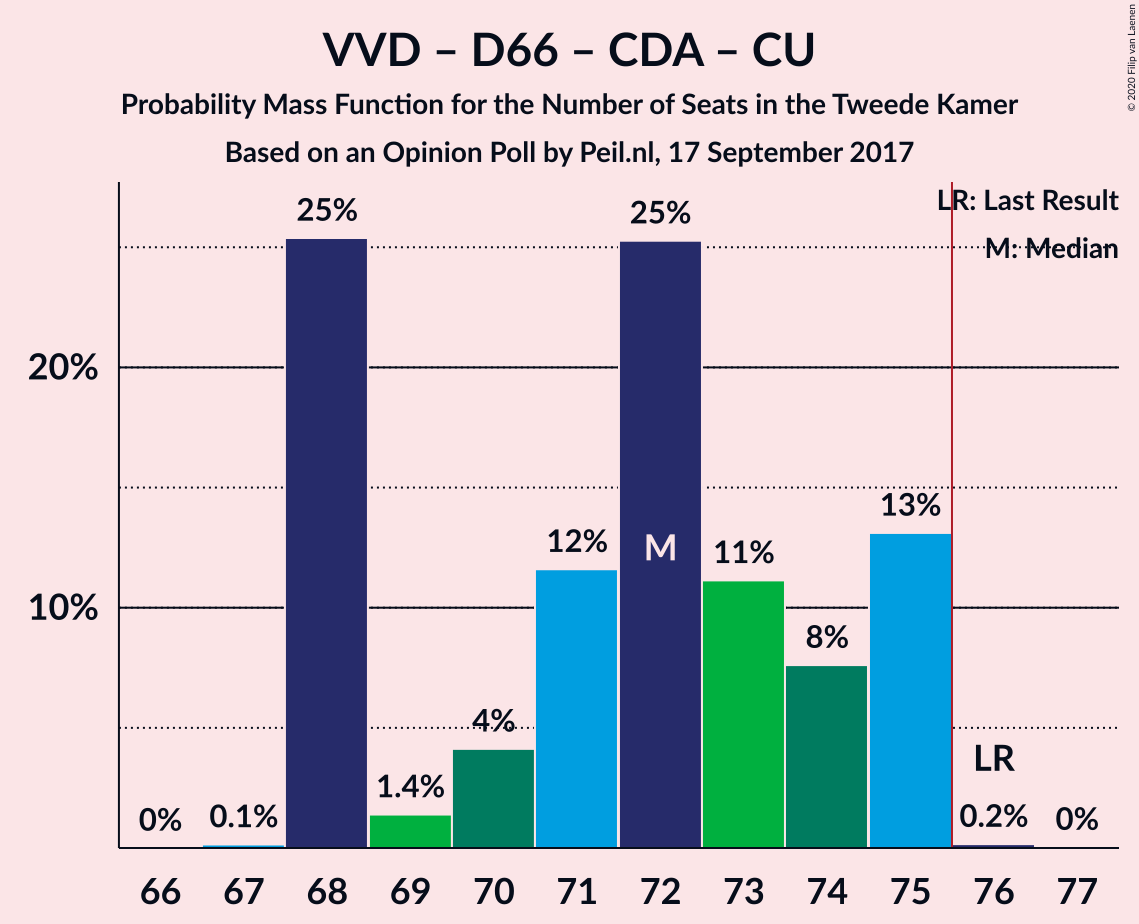 VVD – D66 – CDA – CU
Probability Mass Function for the Number of Seats in the Tweede Kamer
Based on an Opinion Poll by Peil.nl, 17 September 2017
© 2020 Filip van Laenen
LR: Last Result
M: Median
20%
10%
0%
0.1%
25%
1.4%
4%
12%
25%
M
11%
8%
13%
LR
0.2%
0%
66 67 68 69 70 71 72 73 74 75 76 77